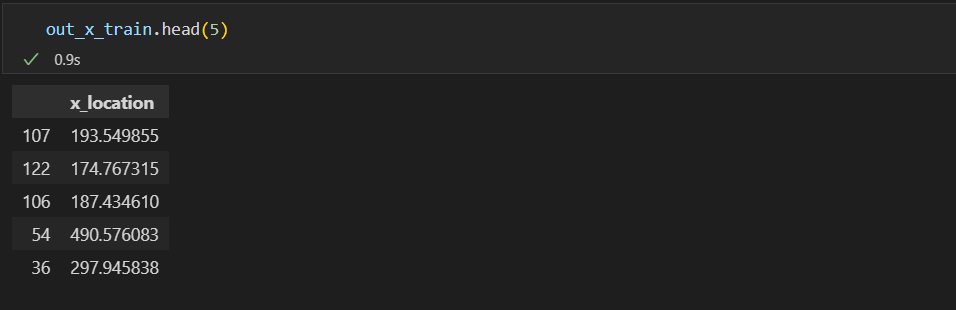 out_x_train.head(5)
0.9s
x_location
107 193.549855
122 174.767315
106 187.434610
54 490.576083
36 297.945838